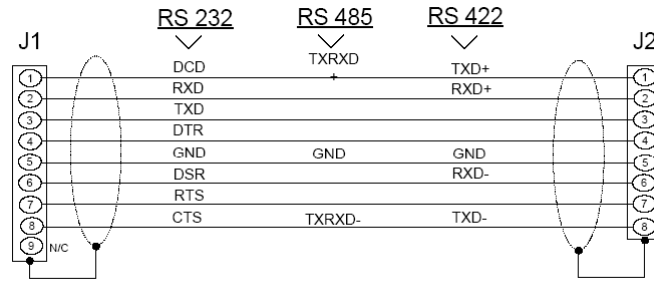 RS 232 RS 485 RS 422
J1 J2
TXRXD
1 DCD + TXD+ 1
2 RXD RXD+ 2
3 TXD 3
4 DTR 4
5 GND GND GND 5
6 DSR RXD- 6
7 RTS 7
8 CTS TXRXD- TXD- 8
9 N/C